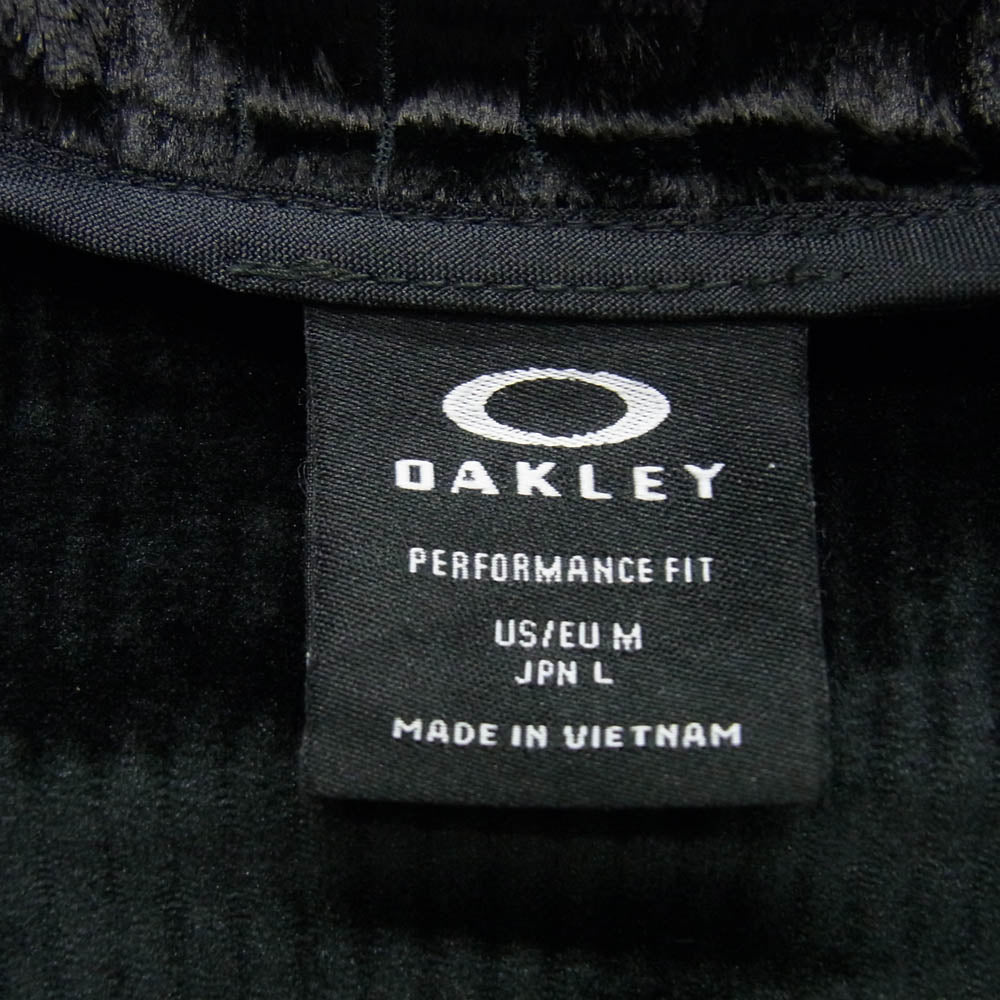 OAKLEY
PERFORMANCE FIT
US/EU M
JPN L
MADE IN VIETNAM